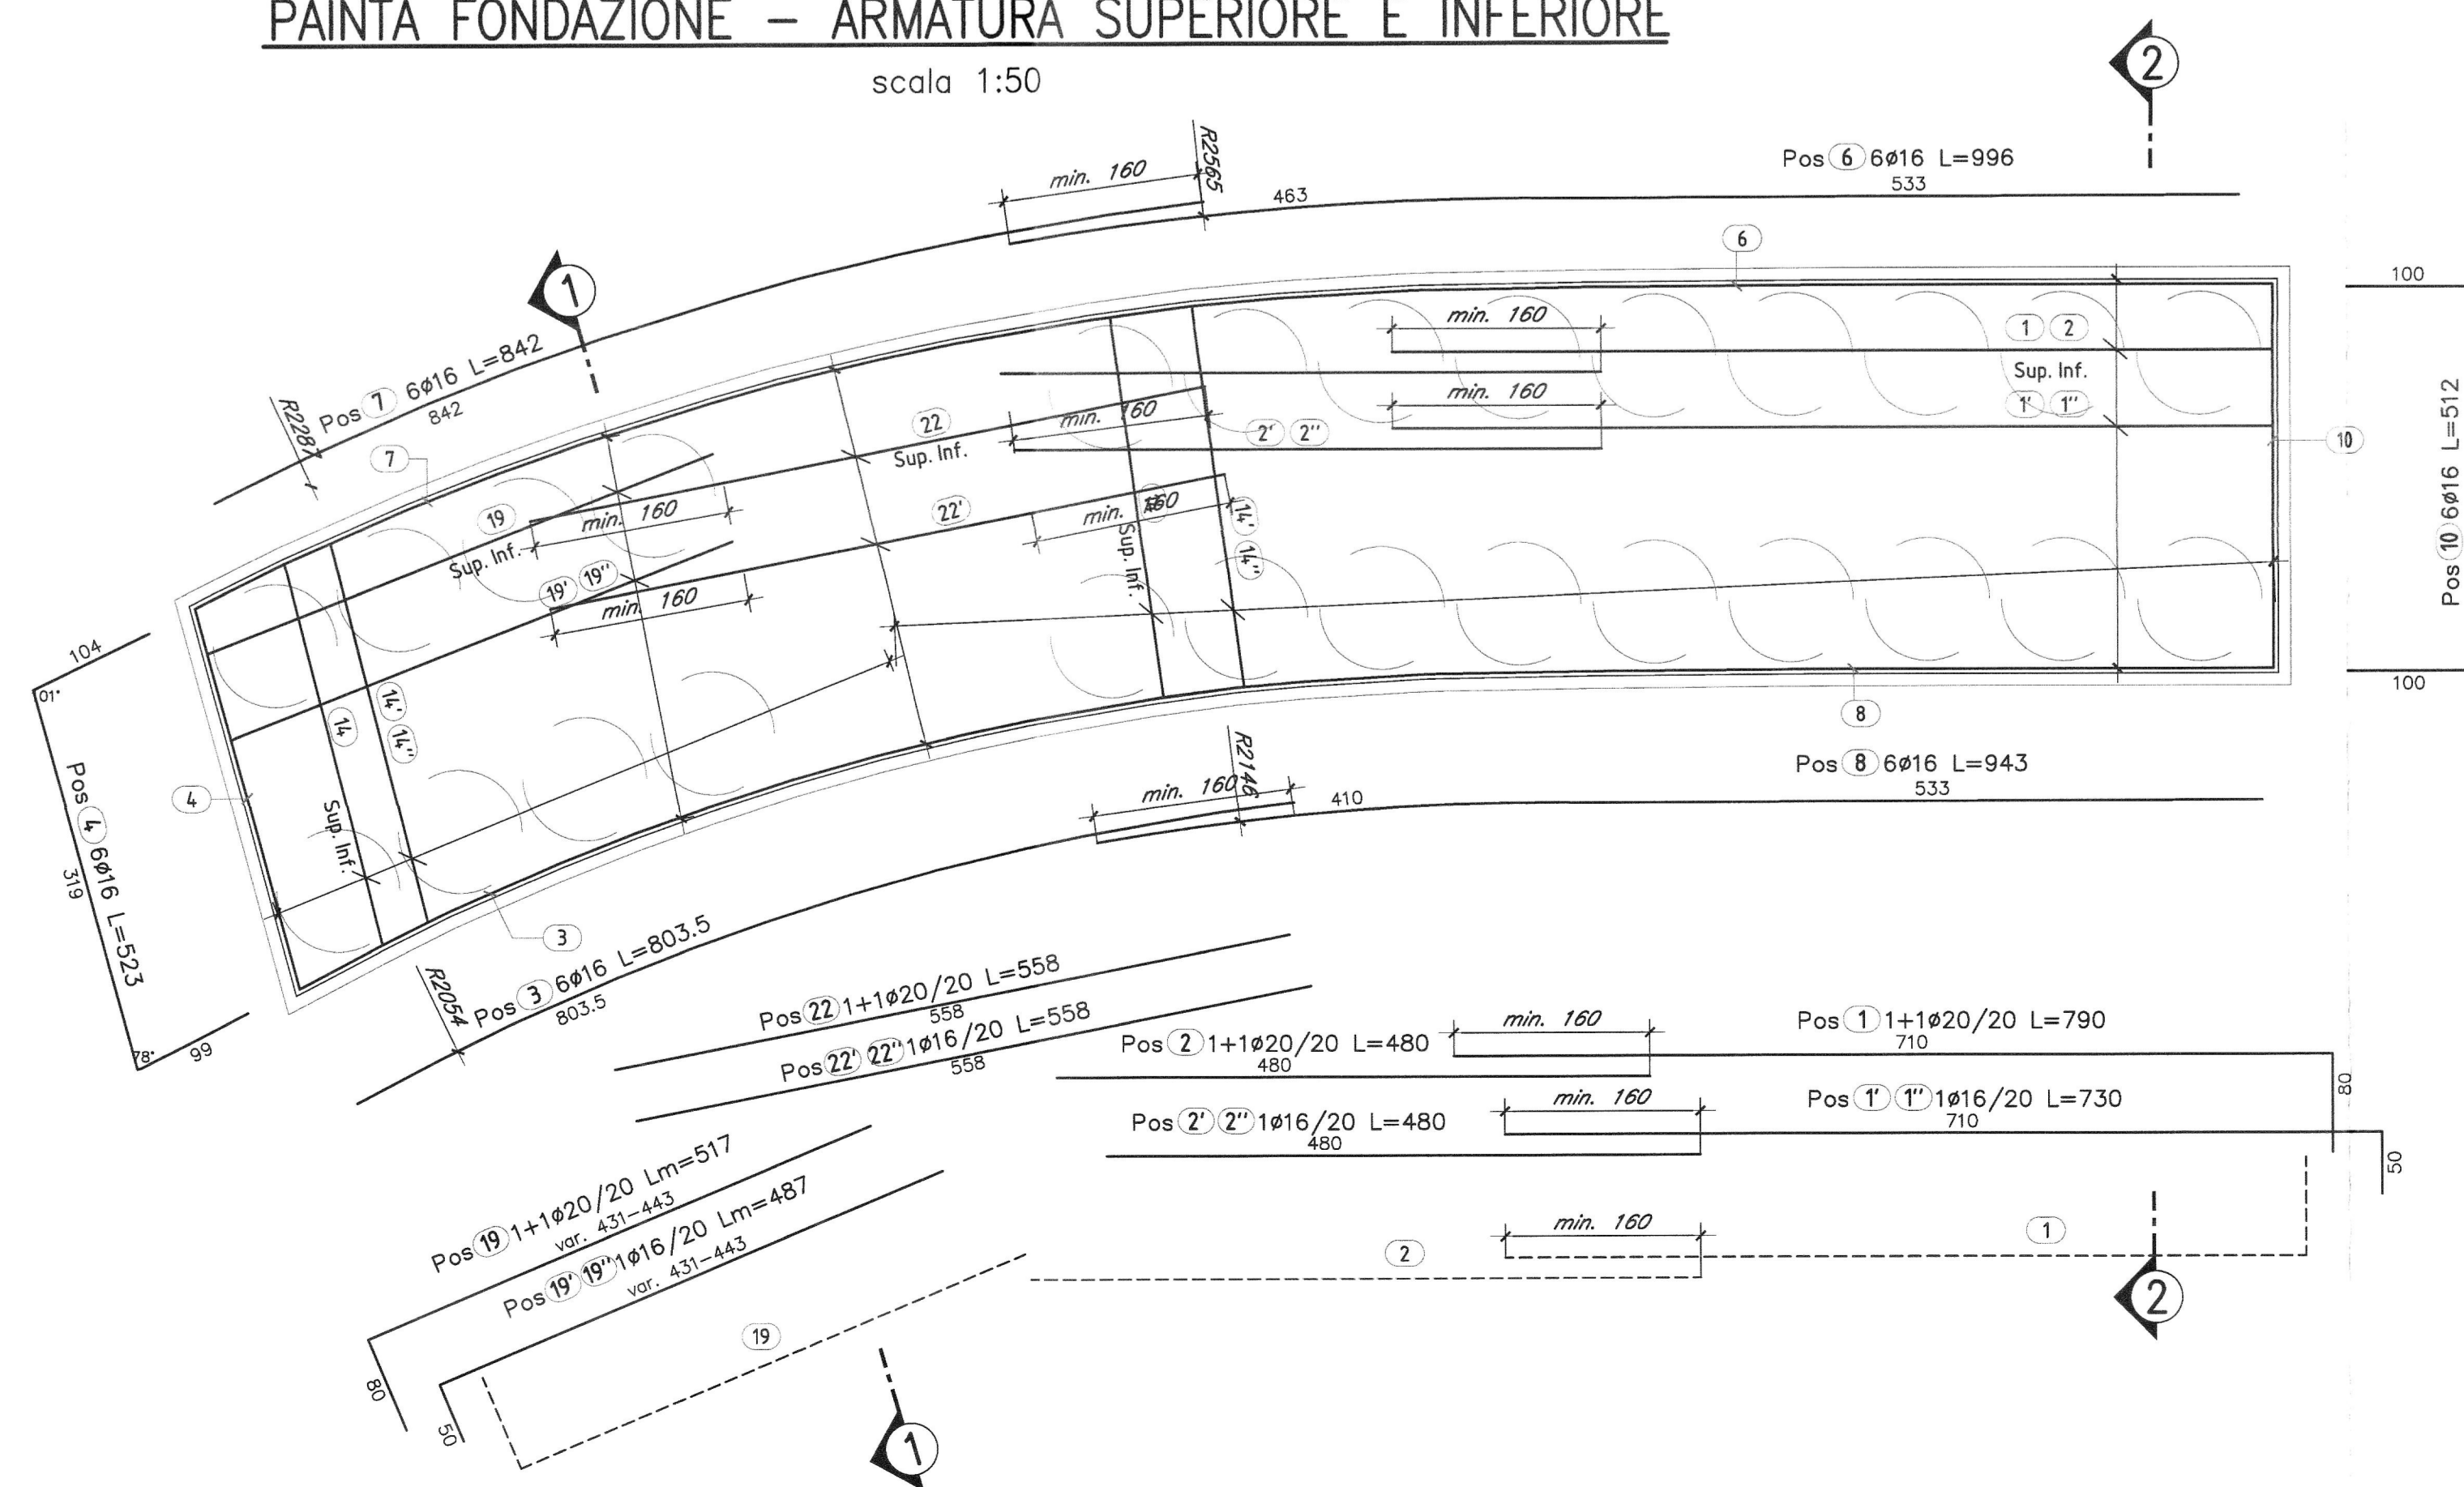 PAINTA FONDAZIONE – ARMATURA SUPERIORE E INFERIORE
scala 1:50
2
Pos 6 6ø16 L=996
533
R2565
min. 160
463
6
100
1
Pos 7 6ø16 L=842
842
R2287
7
min. 160
1 2
Sup. Inf.
1' 1''
min. 160
22
Sup. Inf.
min. 160
2' 2''
10
Pos 10 6ø16 L=512
19
Sup. Inf.
min. 160
22'
min. 160
14' 14''
Sup. Inf.
19' 19''
min. 160
104
100
8
Pos 8 6ø16 L=943
533
14' 14''
14
Sup. Inf.
4
Pos 4 6ø16 L=523
319
78°
99
R2146
min. 160
410
3
R2054
Pos 3 6ø16 L=803.5
803.5
Pos 22 1+1ø20/20 L=558
558
Pos 22' 22'' 1ø16/20 L=558
558
Pos 2 1+1ø20/20 L=480
480
min. 160
Pos 1 1+1ø20/20 L=790
710
80
Pos 2' 2'' 1ø16/20 L=480
480
min. 160
Pos 1' 1'' 1ø16/20 L=730
710
50
Pos 19 1+1ø20/20 Lm=517
var. 431–443
Pos 19' 19'' 1ø16/20 Lm=487
var. 431–443
80
50
19
2
min. 160
1
2
1